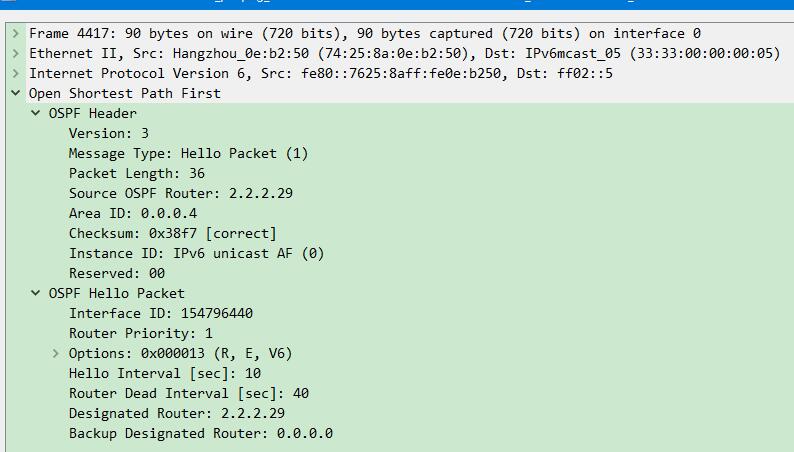 Frame 4417: 90 bytes on wire (720 bits), 90 bytes captured (720 bits) on interface 0
Ethernet II, Src: Hangzhou_0e:b2:50 (74:25:8a:0e:b2:50), Dst: IPv6mcast_05 (33:33:00:00:00:05)
Internet Protocol Version 6, Src: fe80::7625:8aff:fe0e:b250, Dst: ff02::5
Open Shortest Path First
OSPF Header
Version: 3
Message Type: Hello Packet (1)
Packet Length: 36
Source OSPF Router: 2.2.2.29
Area ID: 0.0.0.4
Checksum: 0x38f7 [correct]
Instance ID: IPv6 unicast AF (0)
Reserved: 00
OSPF Hello Packet
Interface ID: 154796440
Router Priority: 1
Options: 0x000013 (R, E, V6)
Hello Interval [sec]: 10
Router Dead Interval [sec]: 40
Designated Router: 2.2.2.29
Backup Designated Router: 0.0.0.0